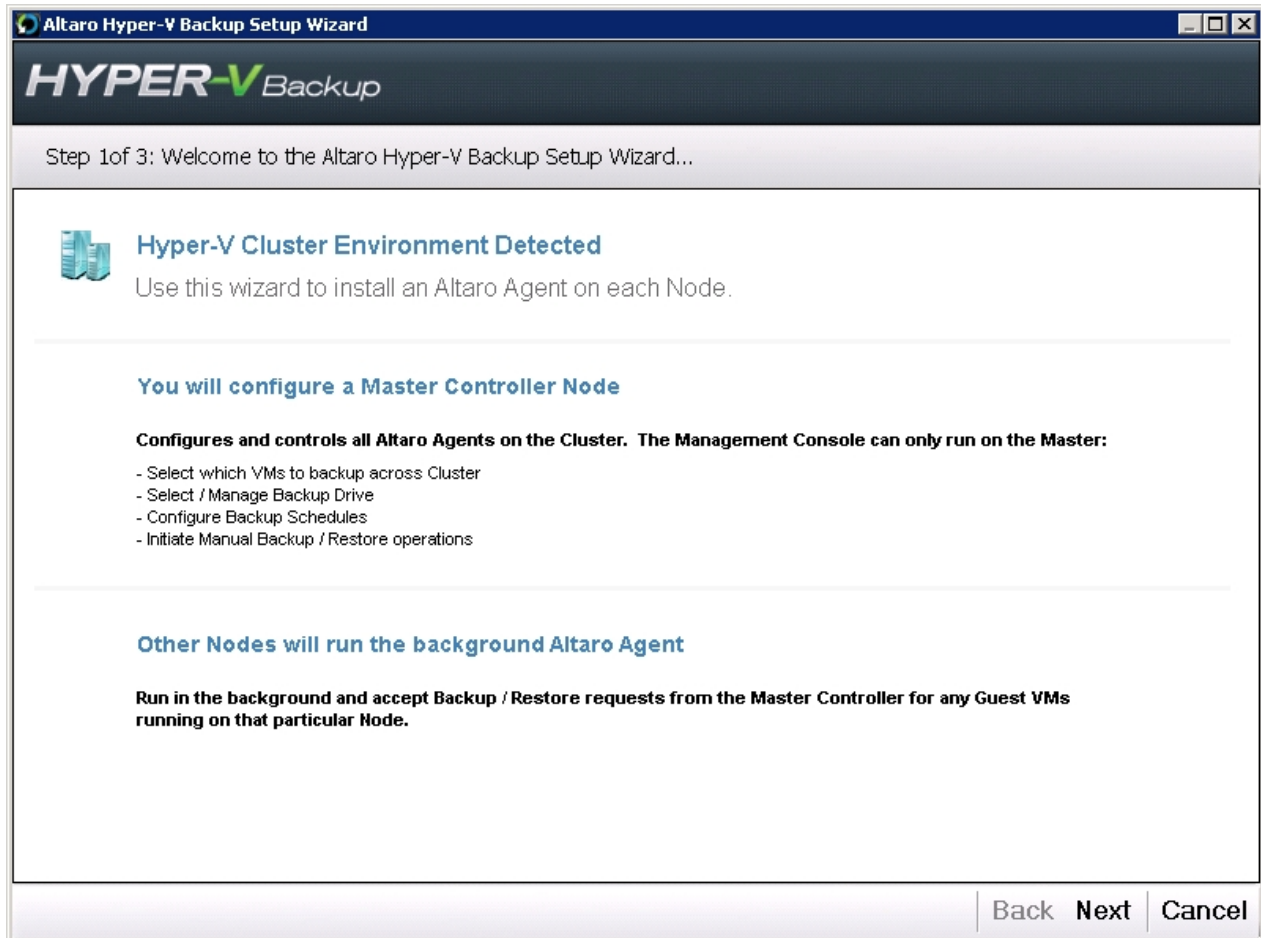 Altaro Hyper-V Backup Setup Wizard
HYPER-V Backup
Step 1of 3: Welcome to the Altaro Hyper-V Backup Setup Wizard...
Hyper-V Cluster Environment Detected
Use this wizard to install an Altaro Agent on each Node.
You will configure a Master Controller Node
Configures and controls all Altaro Agents on the Cluster.  The Management Console can only run on the Master:
- Select which VMs to backup across Cluster
- Select / Manage Backup Drive
- Configure Backup Schedules
- Initiate Manual Backup / Restore operations
Other Nodes will run the background Altaro Agent
Run in the background and accept Backup / Restore requests from the Master Controller for any Guest VMs
running on that particular Node.
Back Next Cancel